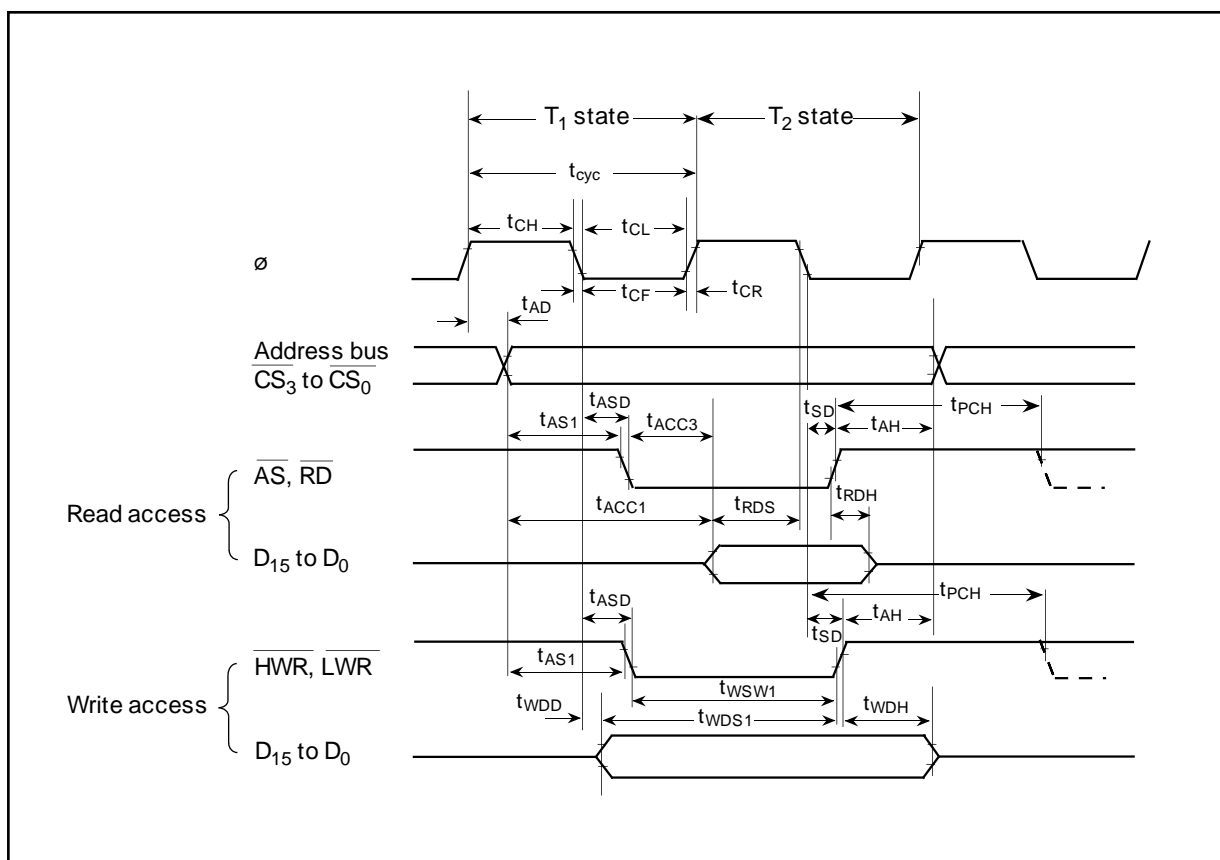 T1 state T2 state
tcyc
tCH tCL
ø
tCF tCR
tAD
Address bus
CS3 to CS0
tASD tSD tPCH
tAS1 tACC3 tAH
AS, RD
tRDH
Read access
tACC1 tRDS
D15 to D0
tPCH
tASD tAH
tSD
HWR, LWR
tAS1
tWSW1
Write access
tWDD tWDS1 tWDH
D15 to D0